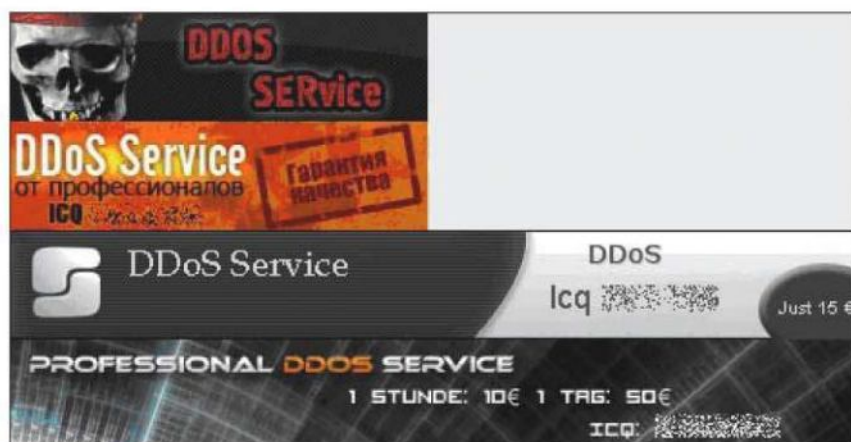 DDOS
SERvice
DDoS Service
от профессионалов
ICQ
Гарантия
качества
DDoS Service
DDoS
Icq
Just 15 €
PROFESSIONAL DDOS SERVICE
1 STUNDE: 10€ 1 TAG: 50€
ICQ: